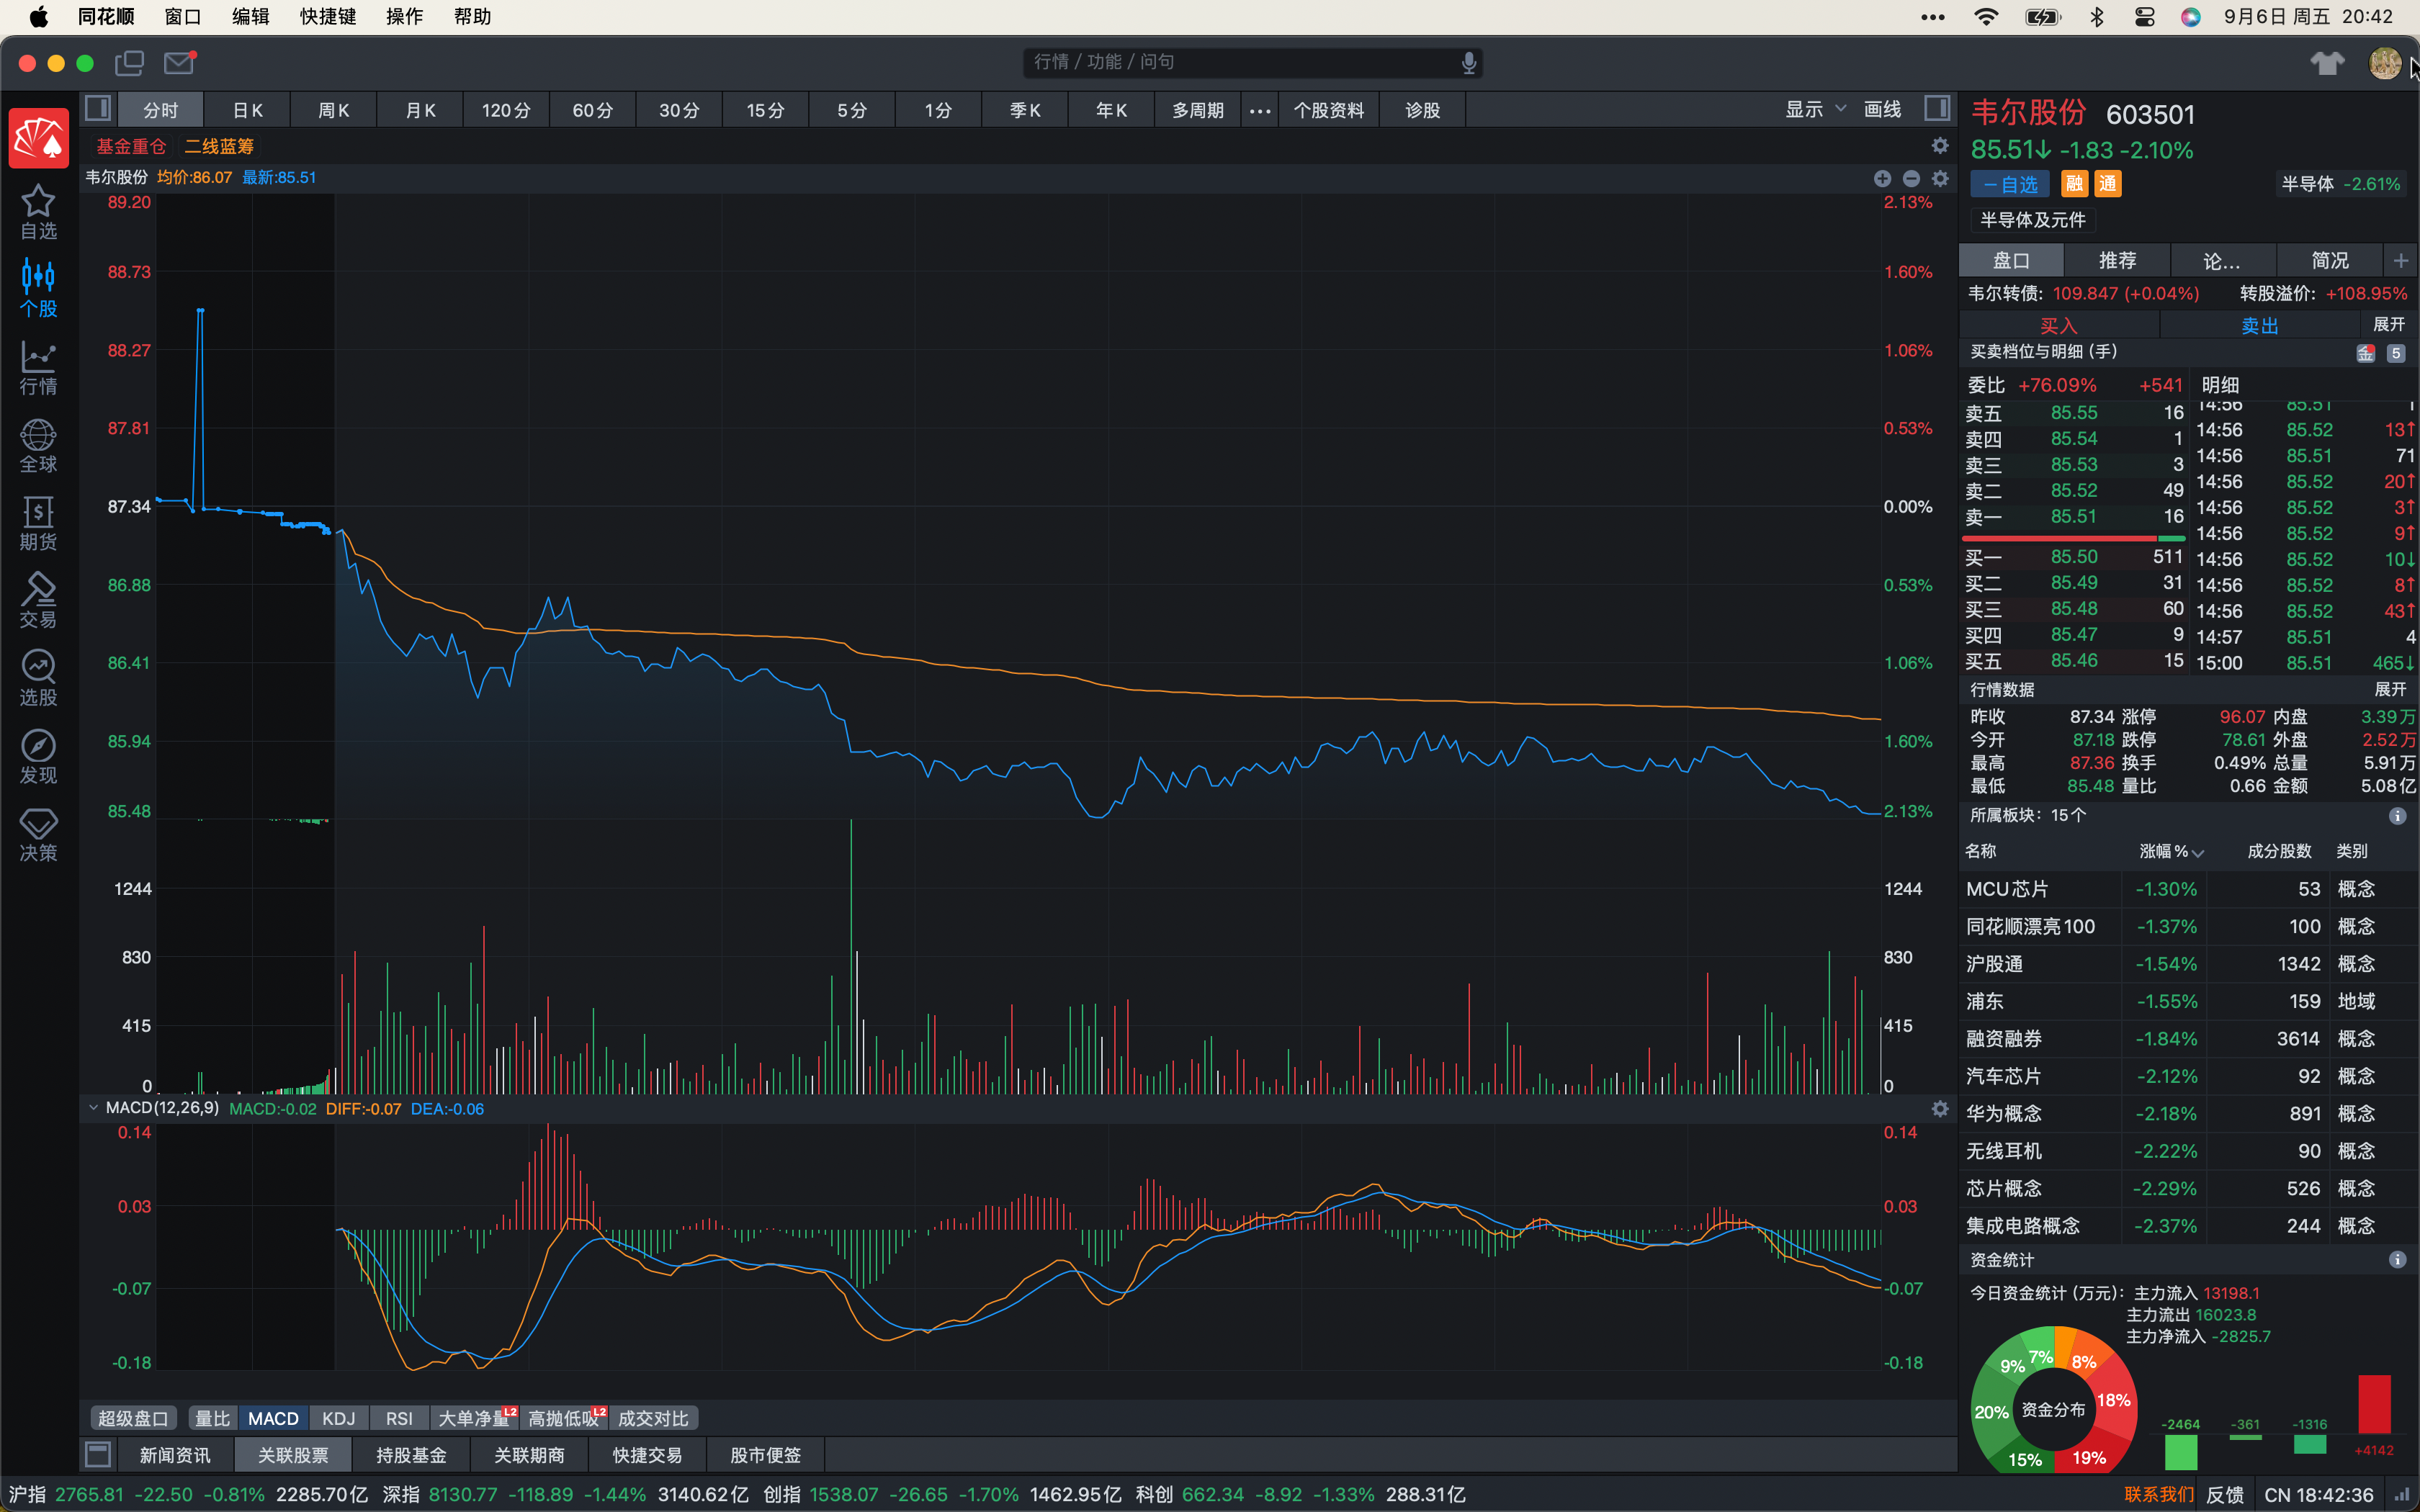 同花顺 窗口 编辑 快捷键 操作 帮助 9月6日 周五 20:42
行情 / 功能 / 问句
分时 日K 周K 月K 120分 60分 30分 15分 5分 1分 季K 年K 多周期 ••• 个股资料 诊股 显示 画线
基金重仓 二线蓝筹
韦尔股份 均价:86.07 最新:85.51
自选
个股
行情
全球
期货
交易
选股
发现
决策
89.20 2.13%
88.73 1.60%
88.27 1.06%
87.81 0.53%
87.34 0.00%
86.88 0.53%
86.41 1.06%
85.94 1.60%
85.48 2.13%
1244 1244
830 830
415 415
0 0
MACD(12,26,9) MACD:-0.02 DIFF:-0.07 DEA:-0.06
0.14 0.14
0.03 0.03
-0.07 -0.07
-0.18 -0.18
超级盘口 量比 MACD KDJ RSI 大单净量 L2 高抛低吸 L2 成交对比
新闻资讯 关联股票 持股基金 关联期商 快捷交易 股市便签
韦尔股份 603501
85.51↓ -1.83 -2.10%
一自选 融 通 半导体 -2.61%
半导体及元件
盘口 推荐 论... 简况 +
韦尔转债: 109.847 (+0.04%) 转股溢价: +108.95%
买入 卖出 展开
买卖档位与明细 (手) 金 5
委比 +76.09% +541 明细
卖五 85.55 16
卖四 85.54 1
卖三 85.53 3
卖二 85.52 49
卖一 85.51 16
买一 85.50 511
买二 85.49 31
买三 85.48 60
买四 85.47 9
买五 85.46 15
14:56 85.51 1
14:56 85.52 13↑
14:56 85.51 71
14:56 85.52 20↑
14:56 85.52 3↑
14:56 85.52 9↑
14:56 85.52 10↓
14:56 85.52 8↑
14:56 85.52 43↑
14:57 85.51 4
15:00 85.51 465↓
行情数据 展开
昨收 87.34 涨停 96.07 内盘 3.39万
今开 87.18 跌停 78.61 外盘 2.52万
最高 87.36 换手 0.49% 总量 5.91万
最低 85.48 量比 0.66 金额 5.08亿
所属板块: 15个
名称 涨幅% 成分股数 类别
MCU芯片 -1.30% 53 概念
同花顺漂亮100 -1.37% 100 概念
沪股通 -1.54% 1342 概念
浦东 -1.55% 159 地域
融资融券 -1.84% 3614 概念
汽车芯片 -2.12% 92 概念
华为概念 -2.18% 891 概念
无线耳机 -2.22% 90 概念
芯片概念 -2.29% 526 概念
集成电路概念 -2.37% 244 概念
资金统计
今日资金统计 (万元): 主力流入 13198.1
主力流出 16023.8
主力净流入 -2825.7
资金分布
7% 8% 9% 18% 20% 15% 19%
-2464 -361 -1316 +4142
沪指 2765.81 -22.50 -0.81% 2285.70亿 深指 8130.77 -118.89 -1.44% 3140.62亿 创指 1538.07 -26.65 -1.70% 1462.95亿 科创 662.34 -8.92 -1.33% 288.31亿 联系我们 反馈 CN 18:42:36